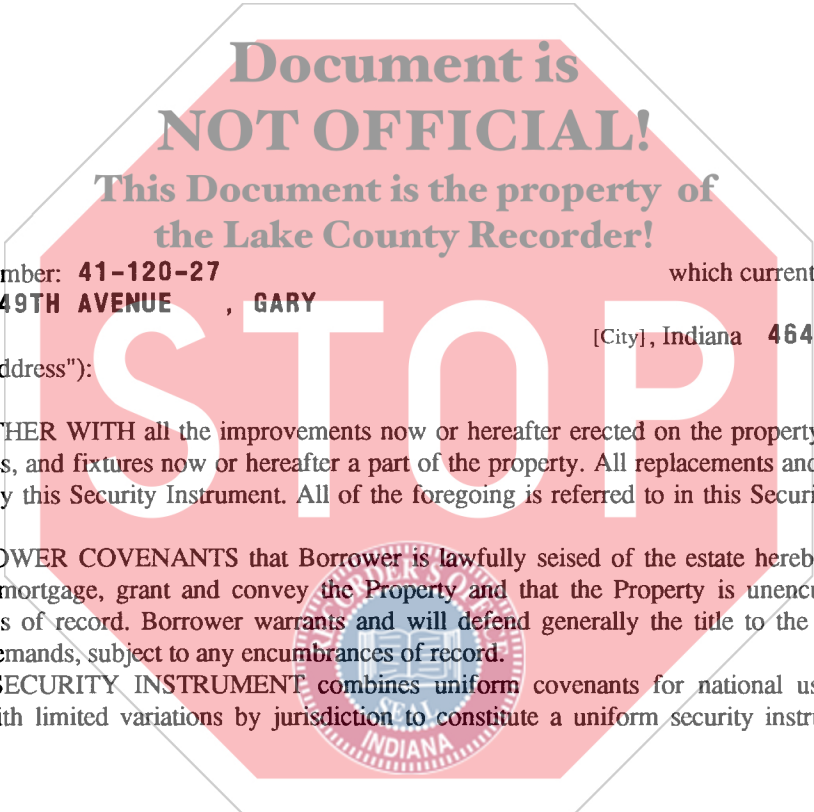 Document is
NOT OFFICIAL!
This Document is the property of
the Lake County Recorder!
mber: 41-120-27 which current
49TH AVENUE , GARY
[City], Indiana 464
ddress"):
STOP
THER WITH all the improvements now or hereafter erected on the property
s, and fixtures now or hereafter a part of the property. All replacements and
y this Security Instrument. All of the foregoing is referred to in this Securi
OWER COVENANTS that Borrower is lawfully seised of the estate hereb
mortgage, grant and convey the Property and that the Property is unencu
s of record. Borrower warrants and will defend generally the title to the
emands, subject to any encumbrances of record.
SECURITY INSTRUMENT combines uniform covenants for national us
ith limited variations by jurisdiction to constitute a uniform security instru
RECORDER'S OFFICE
SEAL
INDIANA